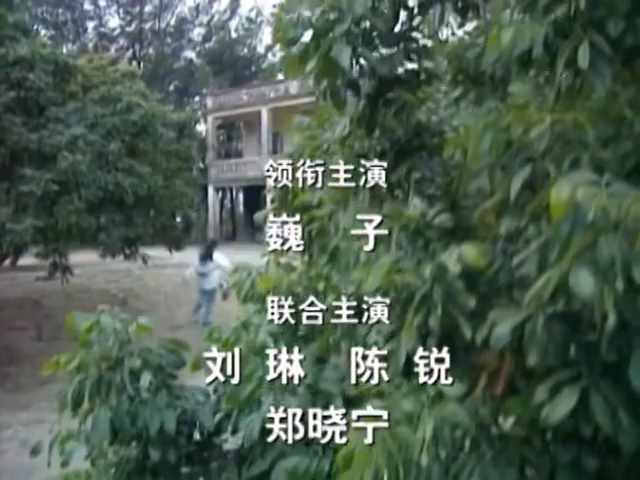 领衔主演
巍 子
联合主演
刘 琳 陈 锐
郑晓宁